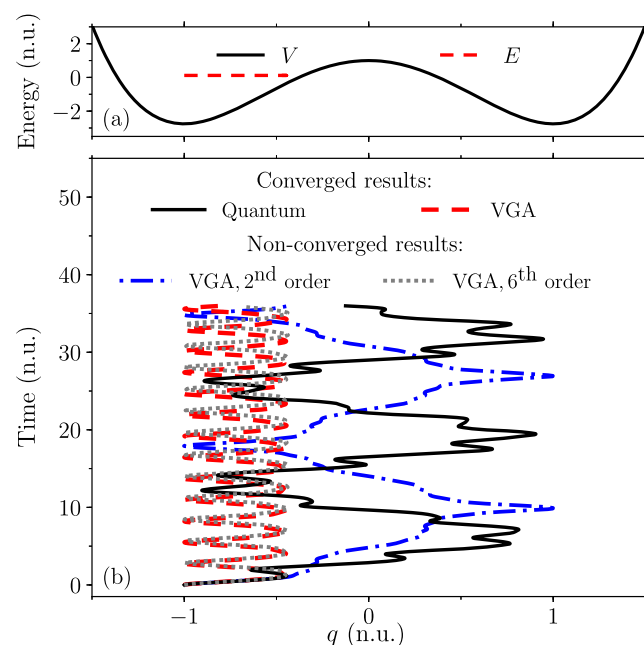 Energy (n.u.)
2
0
−2
V
E
(a)
Converged results:
Quantum
VGA
Non-converged results:
VGA, 2nd order
VGA, 6th order
Time (n.u.)
50
40
30
20
10
0
(b)
−1
0
1
q (n.u.)